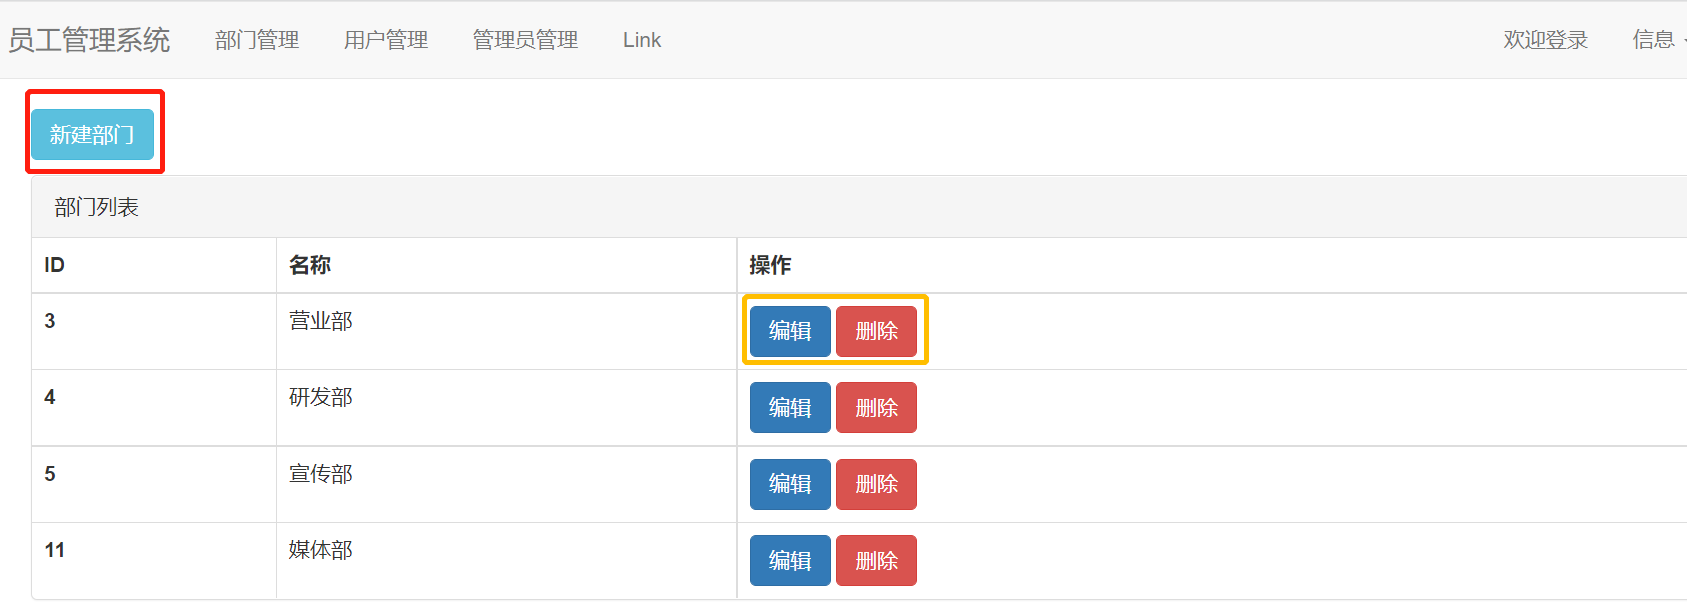 员工管理系统 部门管理 用户管理 管理员管理 Link 欢迎登录 信息
新建部门
部门列表
ID 名称 操作
3 营业部 编辑 删除
4 研发部 编辑 删除
5 宣传部 编辑 删除
11 媒体部 编辑 删除